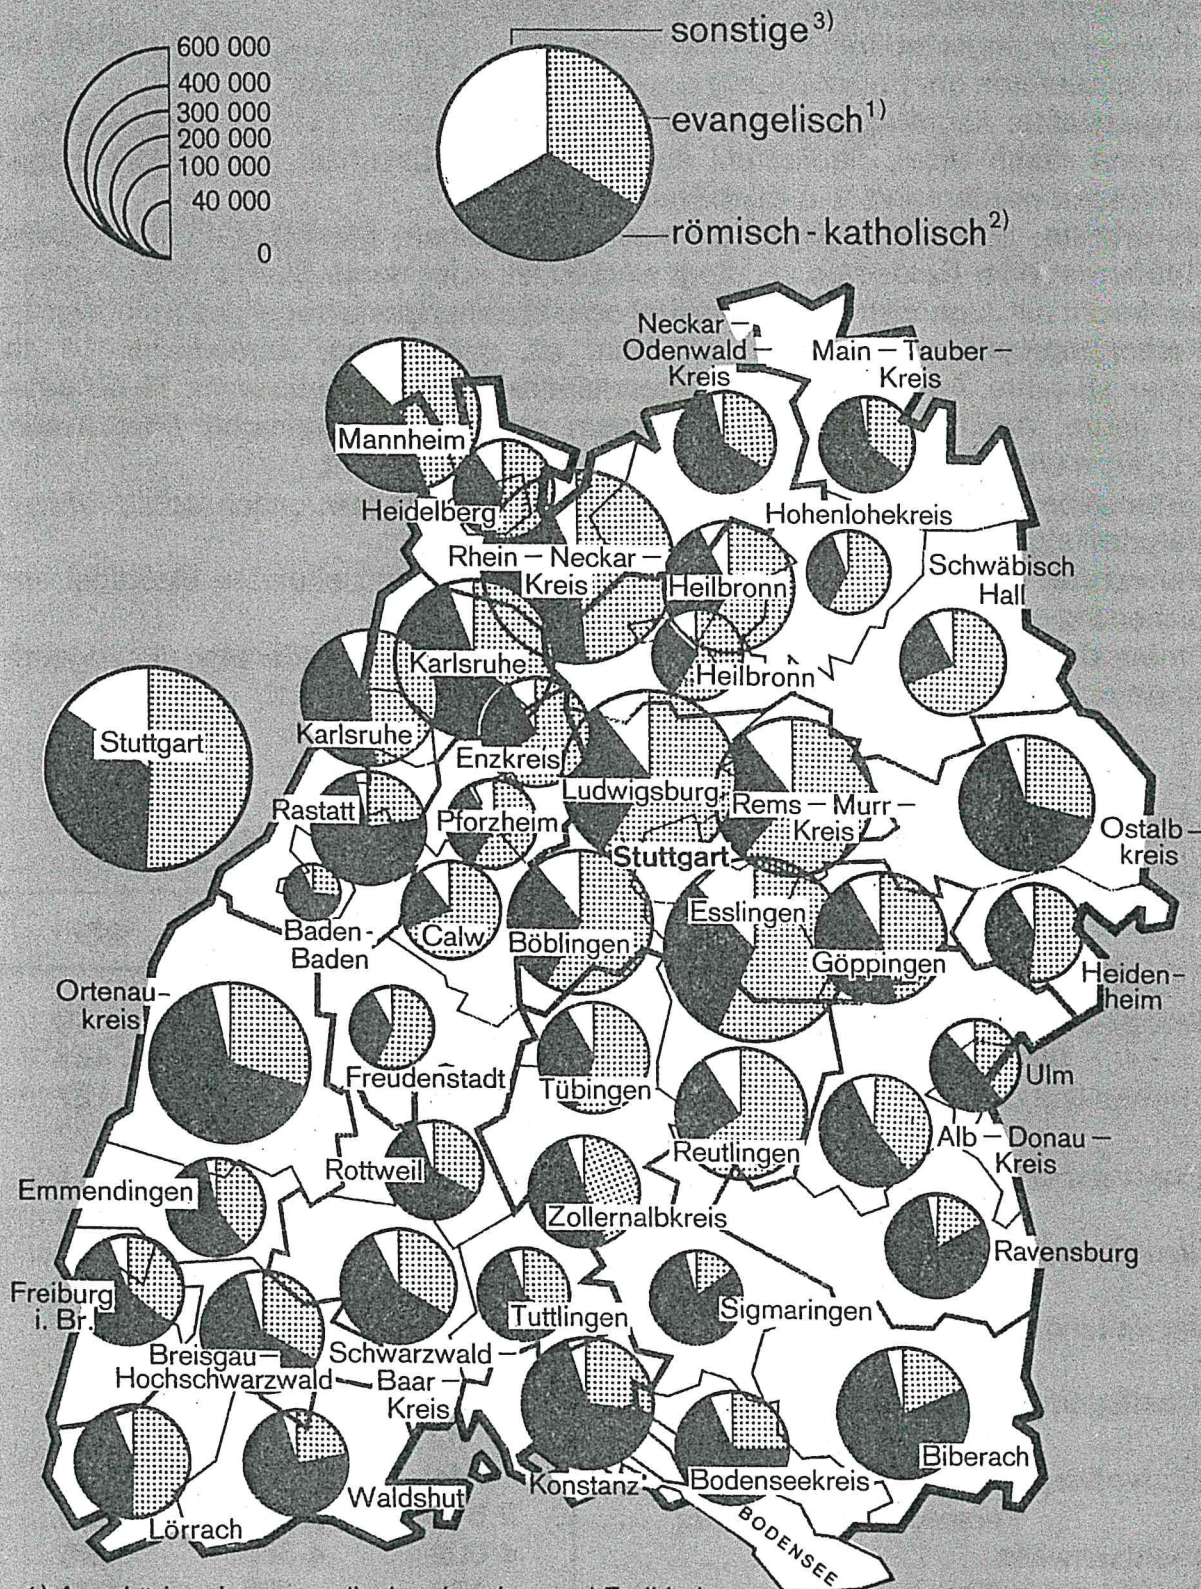 600 000
400 000
300 000
200 000
100 000
40 000
0
sonstige3)
evangelisch1)
römisch-katholisch2)
Neckar –
Odenwald –
Kreis
Main – Tauber –
Kreis
Mannheim
Heidelberg
Hohenlohekreis
Rhein – Neckar –
Kreis
Heilbronn
Schwäbisch
Hall
Karlsruhe
Heilbronn
Stuttgart
Karlsruhe
Enzkreis
Ludwigsburg
Rems – Murr –
Kreis
Rastatt
Pforzheim
Stuttgart
Ostalb-
kreis
Baden-
Baden
Calw
Böblingen
Esslingen
Göppingen
Heiden-
heim
Ortenau-
kreis
Freudenstadt
Tübingen
Ulm
Reutlingen
Alb – Donau –
Kreis
Rottweil
Emmendingen
Zollernalbkreis
Ravensburg
Freiburg
i. Br.
Tuttlingen
Sigmaringen
Breisgau –
Hochschwarzwald
Schwarzwald –
Baar –
Kreis
Biberach
Konstanz
Bodenseekreis
Waldshut
Lörrach
BODENSEE